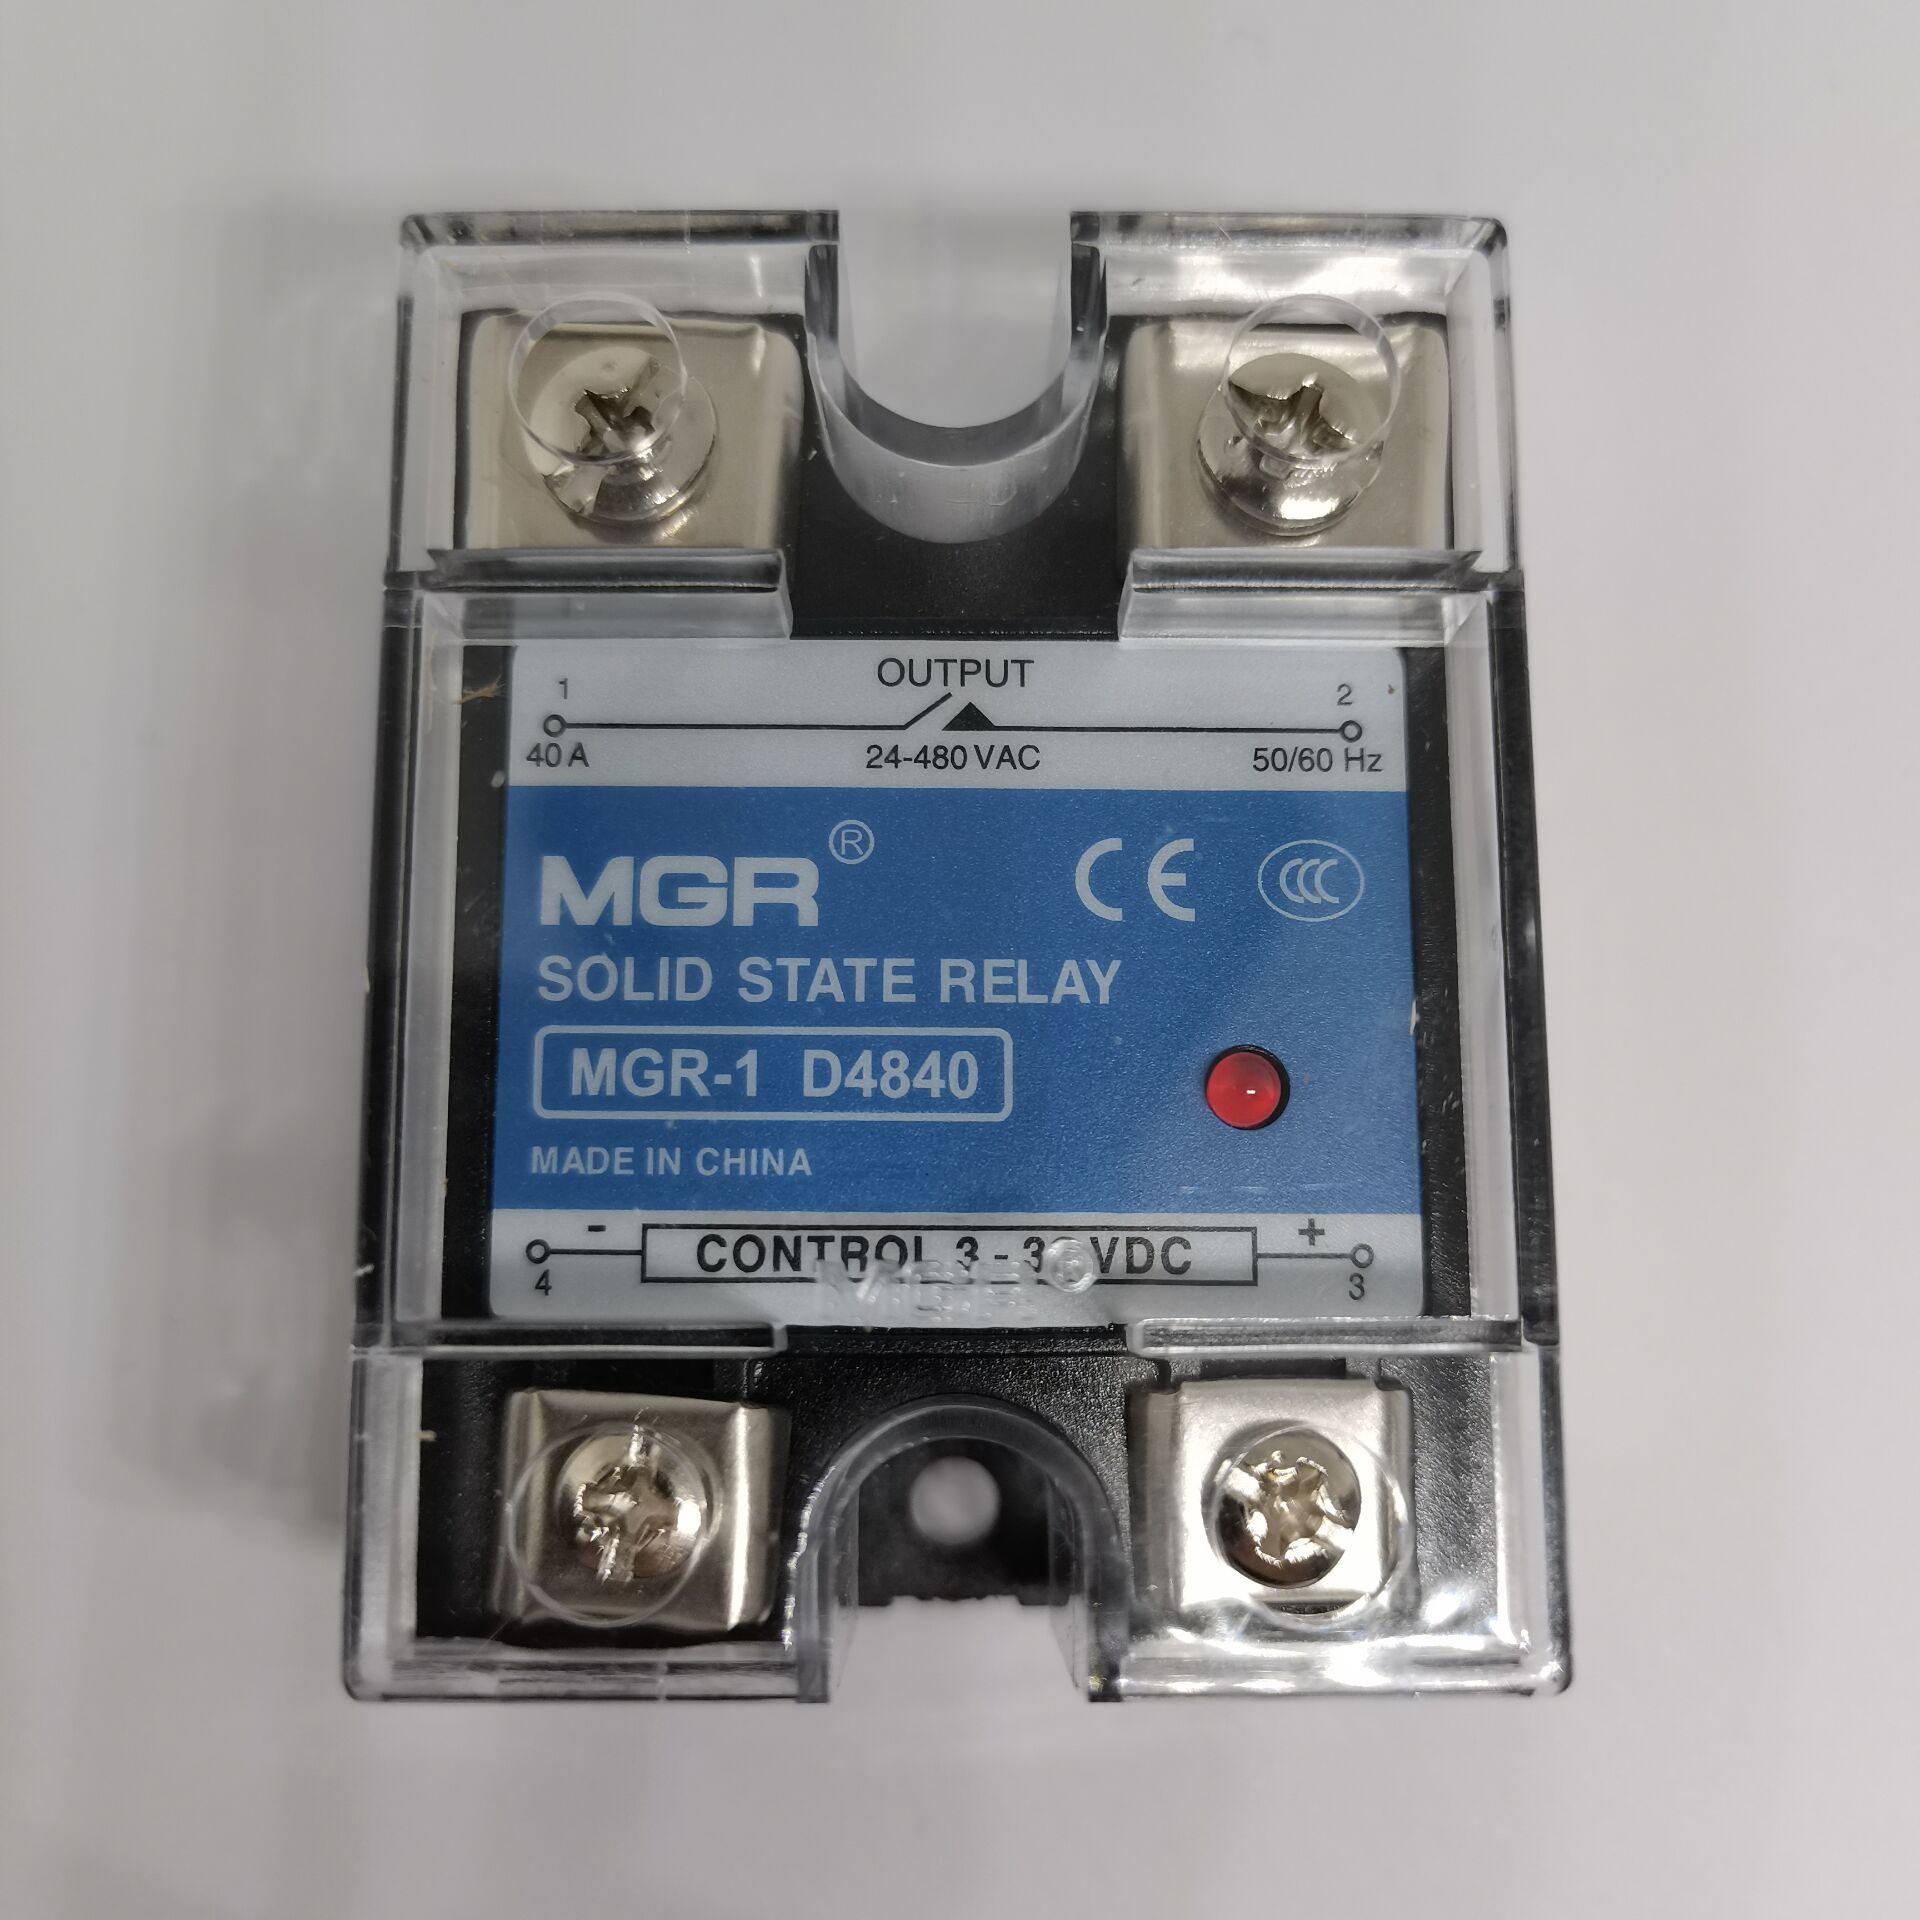 OUTPUT
1 2
40 A 24-480 VAC 50/60 Hz
MGR® CE CCC
SOLID STATE RELAY
MGR-1 D4840
MADE IN CHINA
- +
CONTROL 3 - VDC
4 3
MGR®